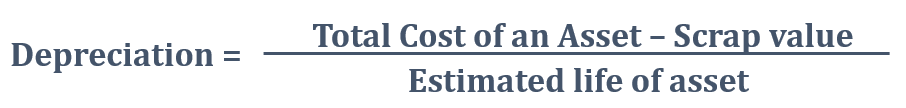 Total Cost of an Asset – Scrap value
Depreciation =
Estimated life of asset